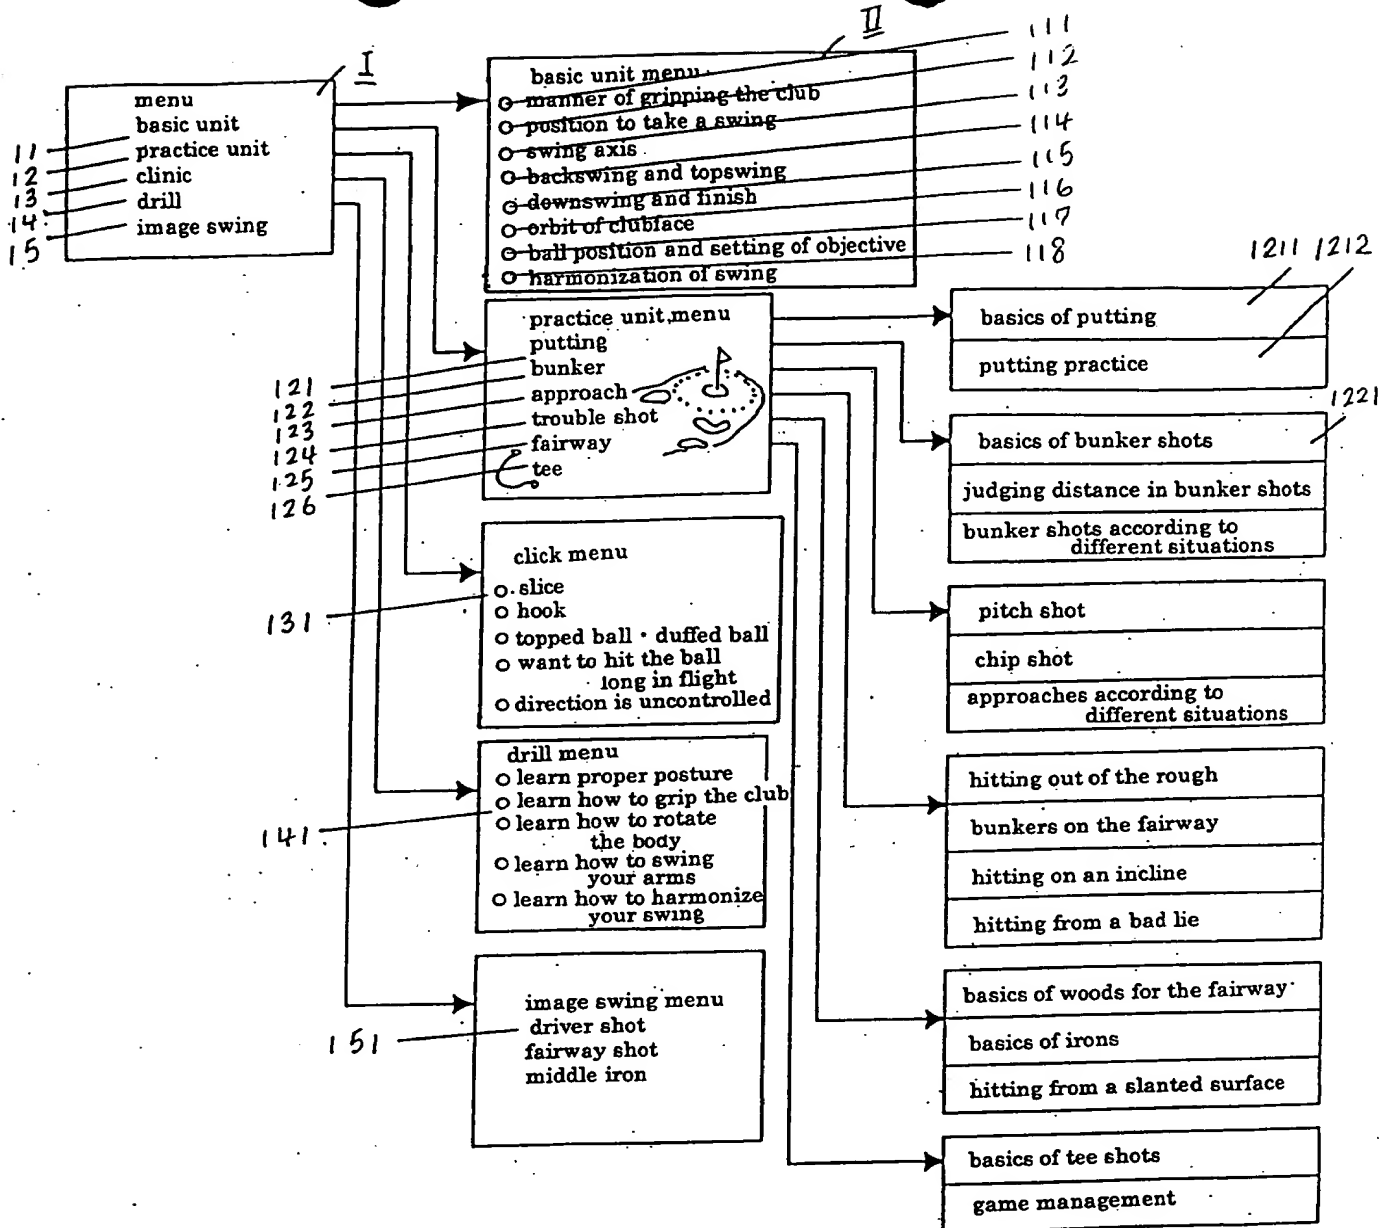 I
menu
basic unit
practice unit
clinic
drill
image swing
11
12
13
14
15
II
basic unit menu
manner of gripping the club
position to take a swing
swing axis
backswing and topswing
downswing and finish
orbit of clubface
ball position and setting of objective
harmonization of swing
111
112
113
114
115
116
117
118
practice unit menu
putting
bunker
approach
trouble shot
fairway
tee
121
122
123
124
125
126
click menu
slice
hook
topped ball · duffed ball
want to hit the ball
long in flight
direction is uncontrolled
131
drill menu
learn proper posture
learn how to grip the club
learn how to rotate
the body
learn how to swing
your arms
learn how to harmonize
your swing
141
image swing menu
driver shot
fairway shot
middle iron
151
1211 1212
basics of putting
putting practice
1221
basics of bunker shots
judging distance in bunker shots
bunker shots according to
different situations
pitch shot
chip shot
approaches according to
different situations
hitting out of the rough
bunkers on the fairway
hitting on an incline
hitting from a bad lie
basics of woods for the fairway
basics of irons
hitting from a slanted surface
basics of tee shots
game management